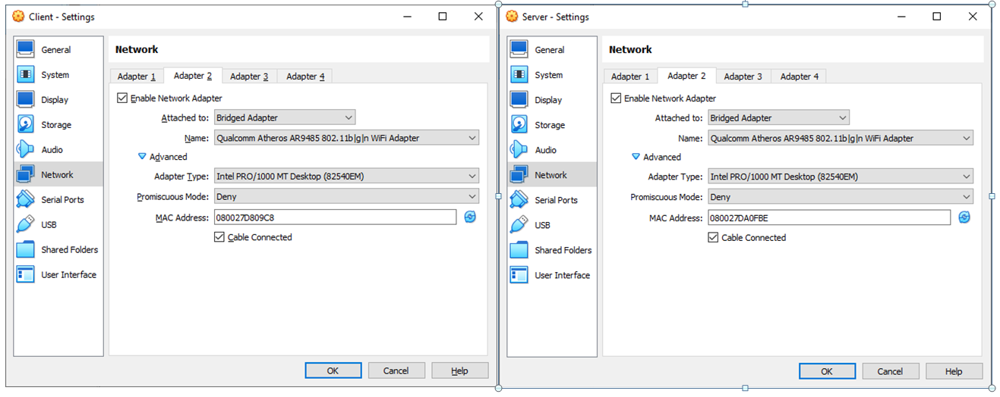 Client - Settings
General
System
Display
Storage
Audio
Network
Serial Ports
USB
Shared Folders
User Interface
Network
Adapter 1 Adapter 2 Adapter 3 Adapter 4
Enable Network Adapter
Attached to: Bridged Adapter
Name: Qualcomm Atheros AR9485 802.11b|g|n WiFi Adapter
Advanced
Adapter Type: Intel PRO/1000 MT Desktop (82540EM)
Promiscuous Mode: Deny
MAC Address: 080027D809C8
Cable Connected
OK Cancel Help
Server - Settings
General
System
Display
Storage
Audio
Network
Serial Ports
USB
Shared Folders
User Interface
Network
Adapter 1 Adapter 2 Adapter 3 Adapter 4
Enable Network Adapter
Attached to: Bridged Adapter
Name: Qualcomm Atheros AR9485 802.11b|g|n WiFi Adapter
Advanced
Adapter Type: Intel PRO/1000 MT Desktop (82540EM)
Promiscuous Mode: Deny
MAC Address: 080027DA0FBE
Cable Connected
OK Cancel Help